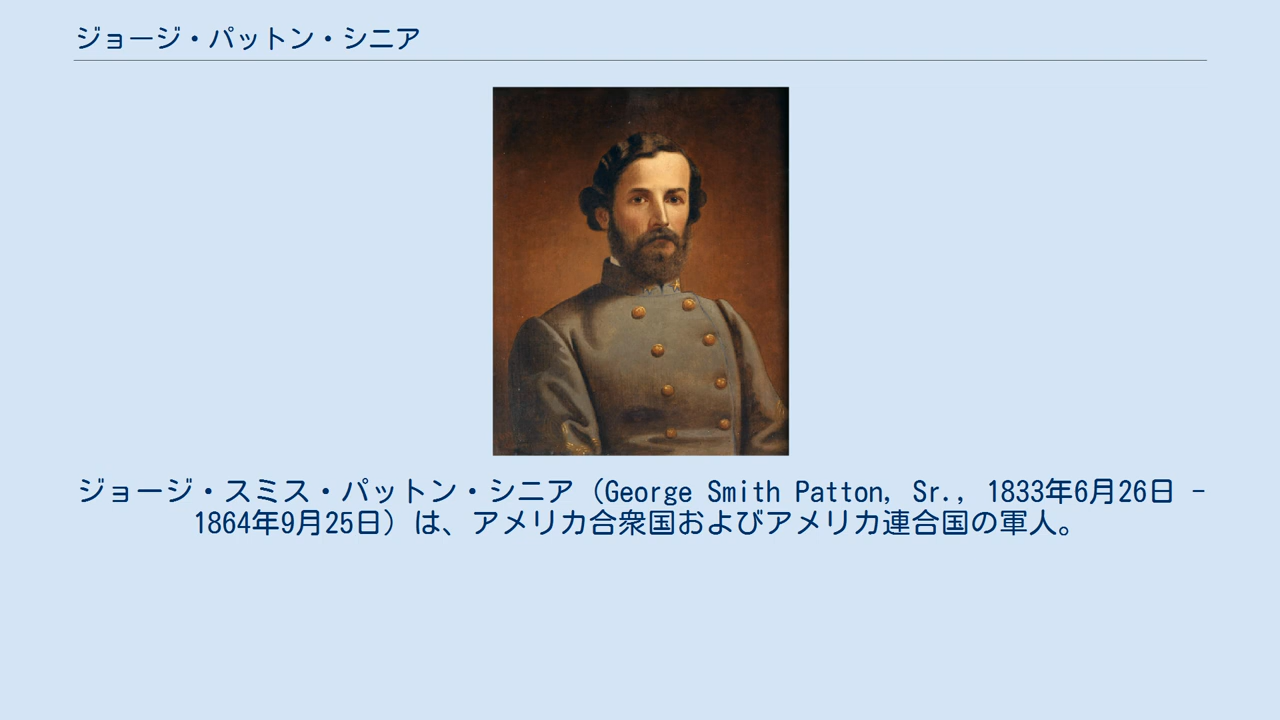 ジョージ・パットン・シニア
ジョージ・スミス・パットン・シニア（George Smith Patton, Sr., 1833年6月26日 -
1864年9月25日）は、アメリカ合衆国およびアメリカ連合国の軍人。